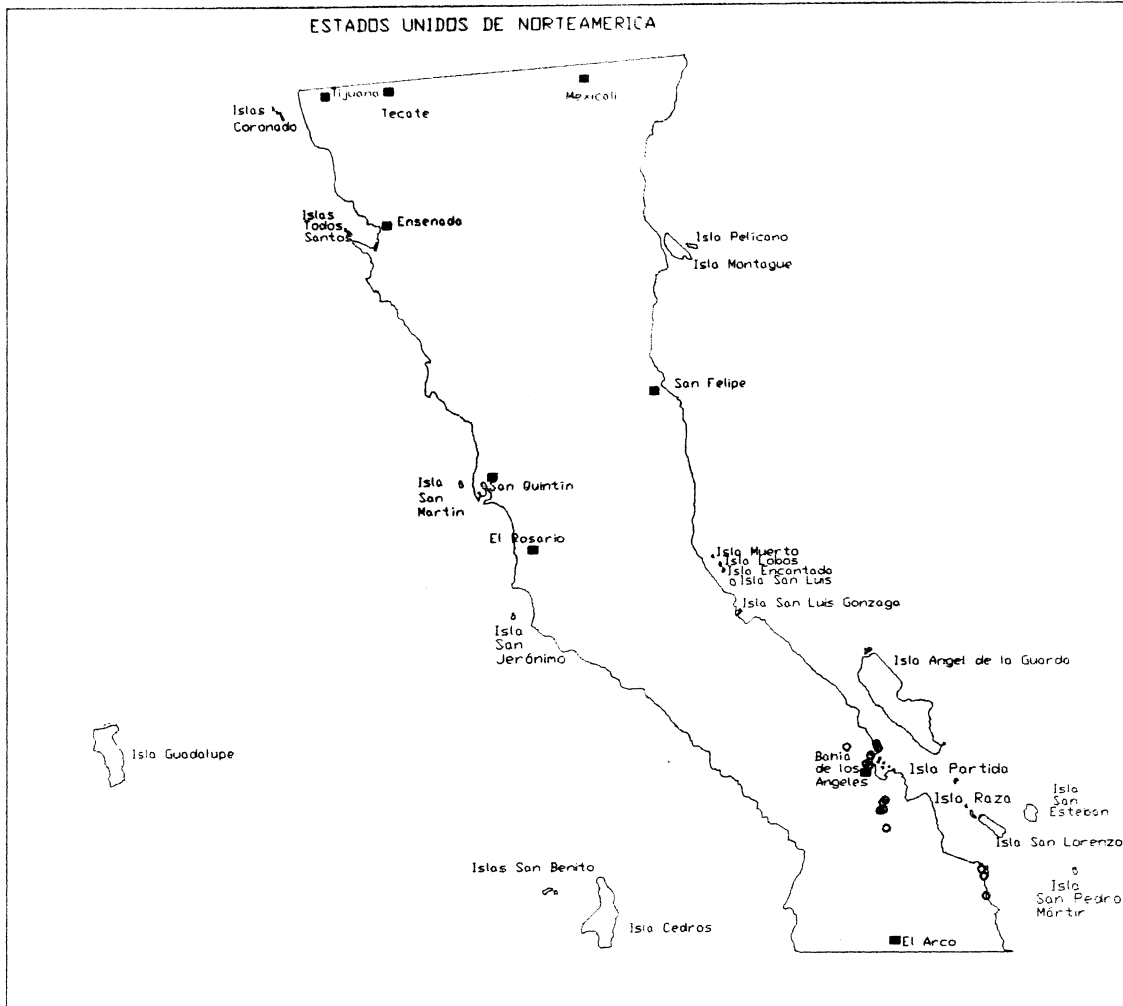 ESTADOS UNIDOS DE NORTEAMERICA
Tijuana
Mexicali
Islas
Coronado
Tecate
Islas
Todos
Santos
Ensenada
Isla Pelicano
Isla Montague
San Felipe
Isla
San
Martín
San Quintín
El Rosario
Isla Muerto
Isla Lobos
Isla Encantada
Isla San Luis
Isla San Luis Gonzaga
Isla
San
Jerónimo
Isla Angel de la Guarda
Isla Guadalupe
Bahía
de los
Angeles
Isla Partida
Isla Raza
Isla
San
Esteban
Isla San Lorenzo
Islas San Benito
Isla
San Pedro
Mártir
Isla Cedros
El Arco